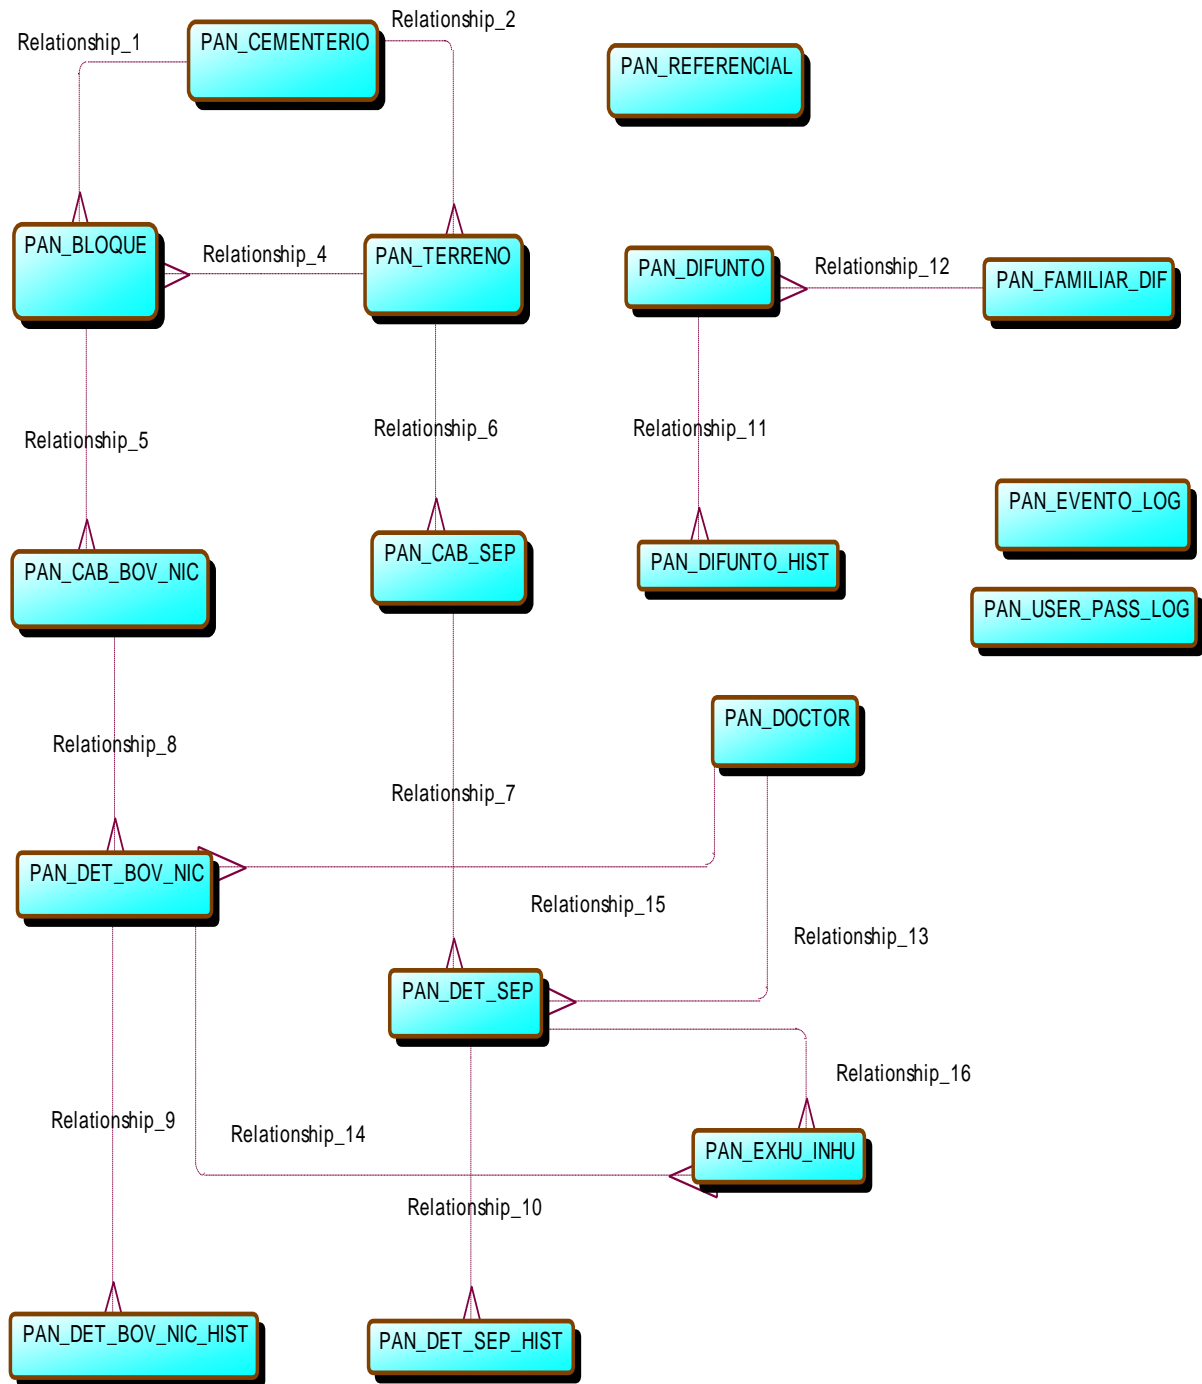 Relationship_1
PAN_CEMENTERIO
Relationship_2
PAN_REFERENCIAL
PAN_BLOQUE
Relationship_4
PAN_TERRENO
PAN_DIFUNTO
Relationship_12
PAN_FAMILIAR_DIF
Relationship_5
Relationship_6
Relationship_11
PAN_EVENTO_LOG
PAN_CAB_BOV_NIC
PAN_CAB_SEP
PAN_DIFUNTO_HIST
PAN_USER_PASS_LOG
PAN_DOCTOR
Relationship_8
Relationship_7
PAN_DET_BOV_NIC
Relationship_15
Relationship_13
PAN_DET_SEP
Relationship_16
Relationship_9
Relationship_14
PAN_EXHU_INHU
Relationship_10
PAN_DET_BOV_NIC_HIST
PAN_DET_SEP_HIST